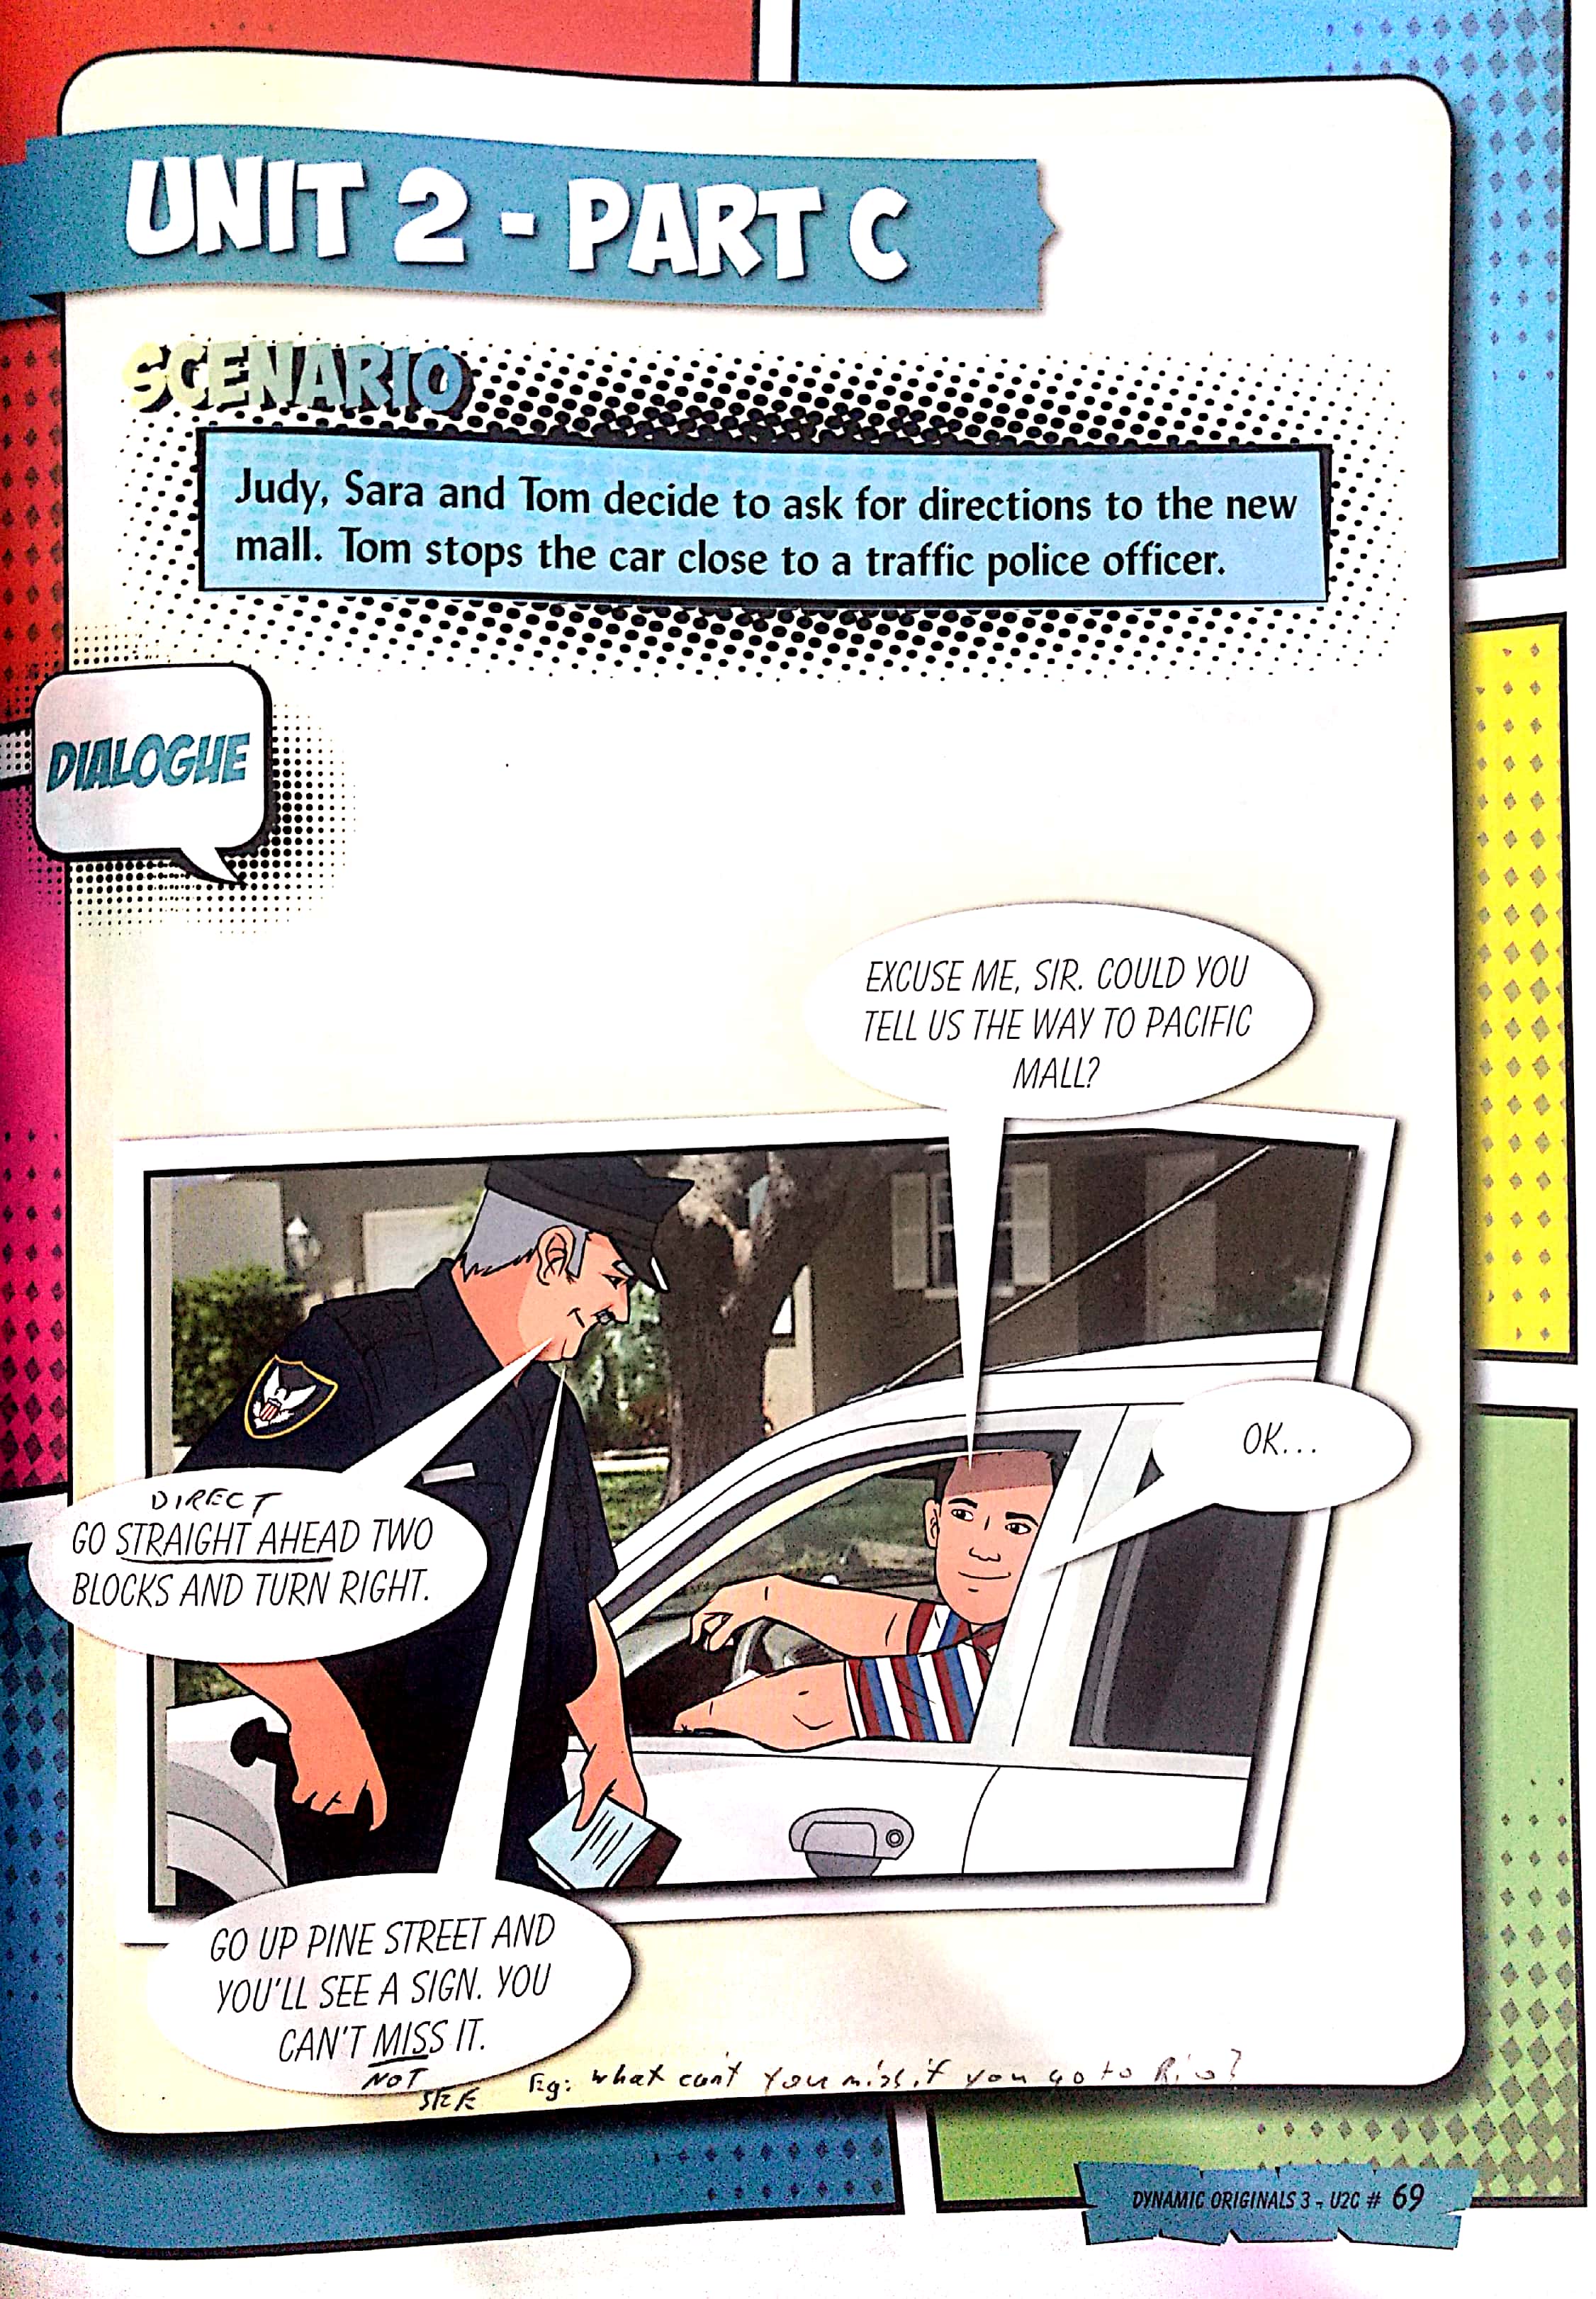 UNIT 2 - PART C
SCENARIO
Judy, Sara and Tom decide to ask for directions to the new
mall. Tom stops the car close to a traffic police officer.
DIALOGUE
EXCUSE ME, SIR. COULD YOU
TELL US THE WAY TO PACIFIC
MALL?
DIRECT
GO STRAIGHT AHEAD TWO
BLOCKS AND TURN RIGHT.
OK...
GO UP PINE STREET AND
YOU'LL SEE A SIGN. YOU
CAN'T MISS IT.
NOT
SEE
Eg: what can't you miss if you go to Rio?
DYNAMIC ORIGINALS 3 - U2C # 69